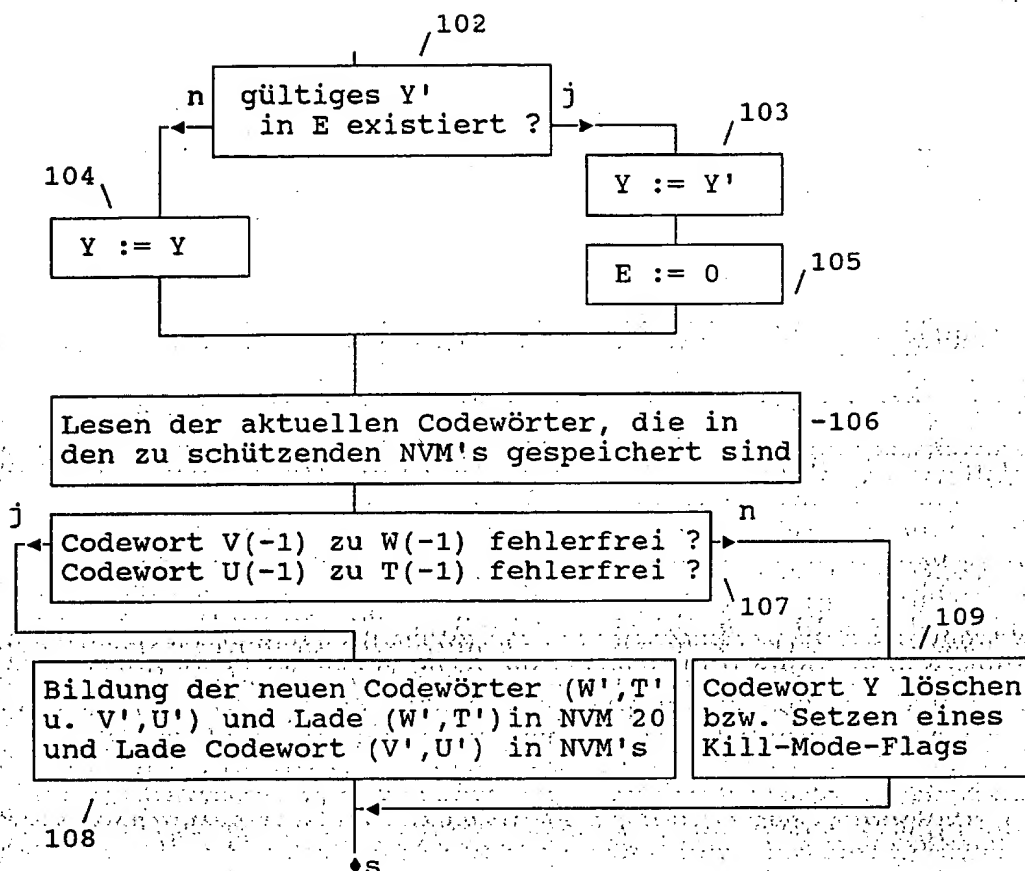 102
n
gültiges Y'
in E existiert ?
j
103
Y := Y'
104
Y := Y
E := 0
105
Lesen der aktuellen Codewörter, die in
den zu schützenden NVM's gespeichert sind
-106
j
Codewort V(-1) zu W(-1) fehlerfrei ?
Codewort U(-1) zu T(-1) fehlerfrei ?
n
107
109
Bildung der neuen Codewörter (W',T'
u. V',U') und Lade (W',T')in NVM 20
und Lade Codewort (V',U') in NVM's
Codewort Y löschen
bzw. Setzen eines
Kill-Mode-Flags
108
s